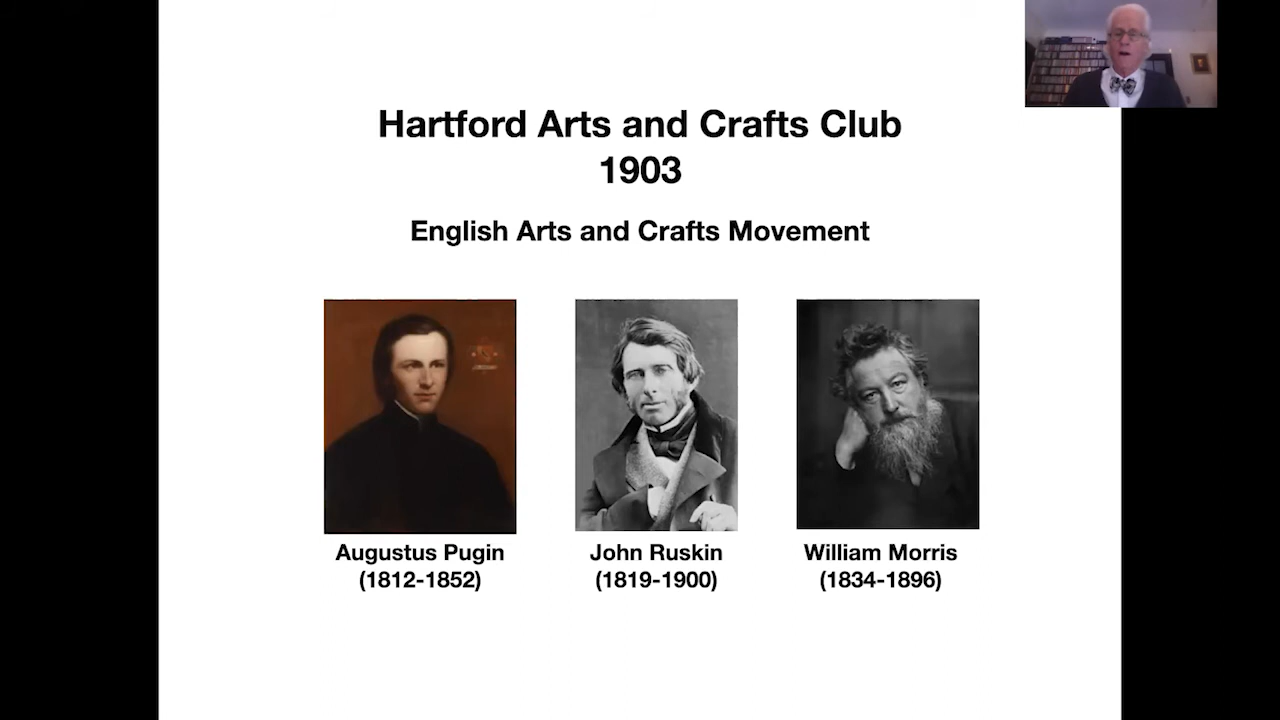 Hartford Arts and Crafts Club
1903
English Arts and Crafts Movement
Augustus Pugin
(1812-1852)
John Ruskin
(1819-1900)
William Morris
(1834-1896)